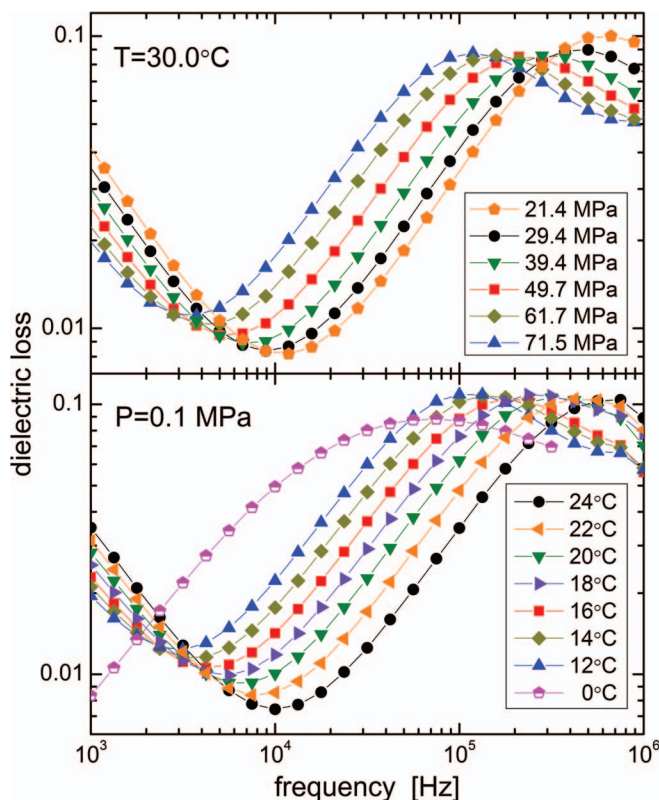 0.1
T=30.0°C
21.4 MPa
29.4 MPa
39.4 MPa
49.7 MPa
61.7 MPa
71.5 MPa
0.01
dielectric loss
0.1
P=0.1 MPa
24°C
22°C
20°C
18°C
16°C
14°C
12°C
0°C
0.01
10³ 10⁴ 10⁵ 10⁶
frequency [Hz]